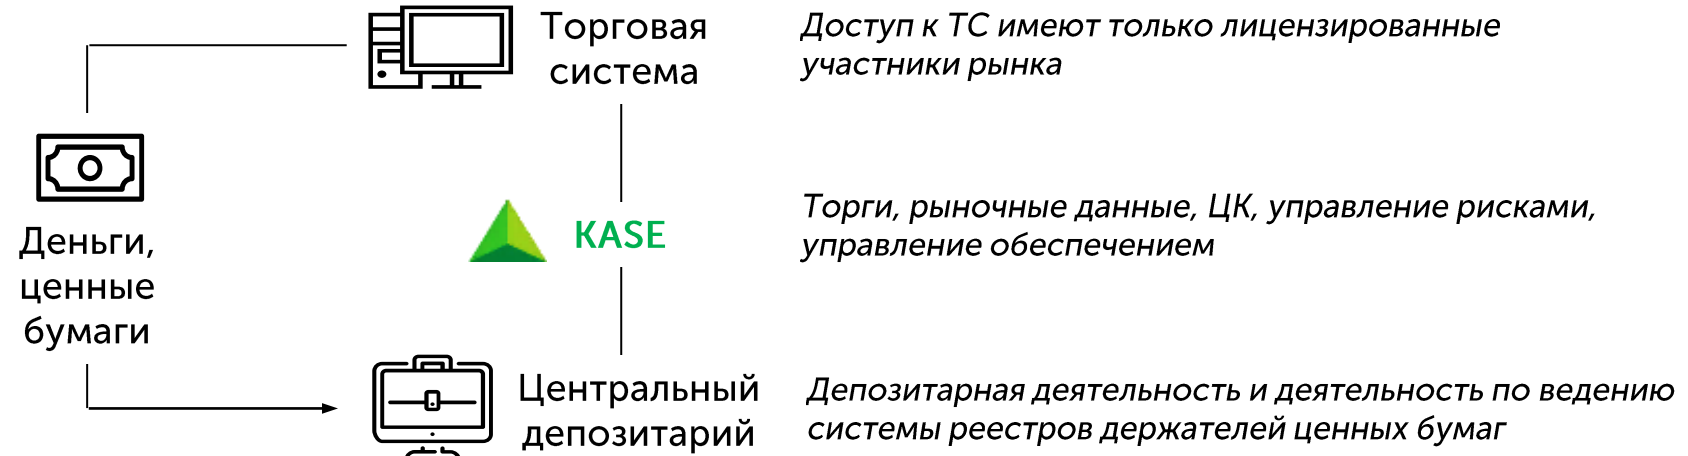 Торговая
система
Доступ к ТС имеют только лицензированные
участники рынка
Деньги,
ценные
бумаги
KASE
Торги, рыночные данные, ЦК, управление рисками,
управление обеспечением
Центральный
депозитарий
Депозитарная деятельность и деятельность по ведению
системы реестров держателей ценных бумаг